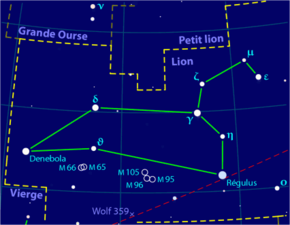 ν
Grande Ourse
Petit lion
Lion
μ
ζ
ε
δ
γ
η
θ
Denebola
M 66
M 65
M 105
M 95
M 96
Régulus
Vierge
ο
Wolf 359